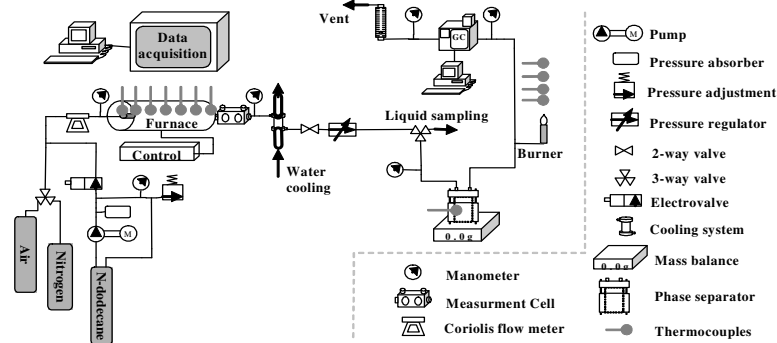 Vent
Data
acquisition
GC
Furnace
Control
Water
cooling
Liquid sampling
Burner
M
0.0g
Air
Nitrogen
N-dodecane
Manometer
Measurment Cell
Coriolis flow meter
M
Pump
Pressure absorber
Pressure adjustment
Pressure regulator
2-way valve
3-way valve
Electrovalve
Cooling system
0.0g
Mass balance
Phase separator
Thermocouples